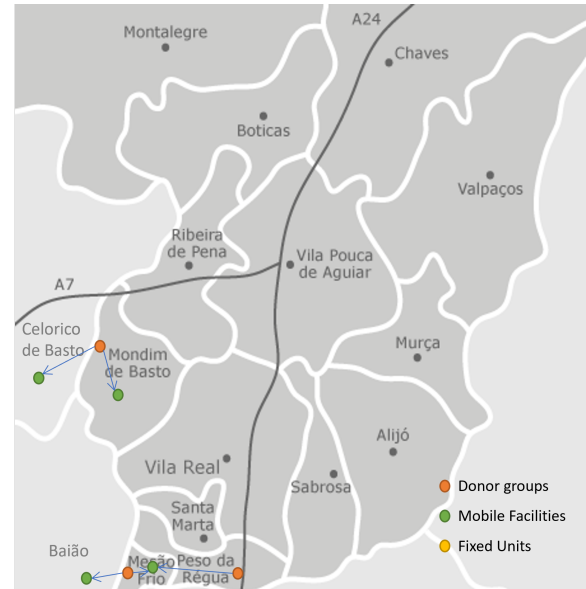 A24
Montalegre
Chaves
Boticas
Valpaços
Ribeira
de Pena
Vila Pouca
de Aguiar
A7
Celorico
de Basto
Mondim
de Basto
Murça
Alijó
Vila Real
Sabrosa
Donor groups
Santa
Marta
Mobile Facilities
Fixed Units
Baião
Mesão
Frio
Peso da
Régua